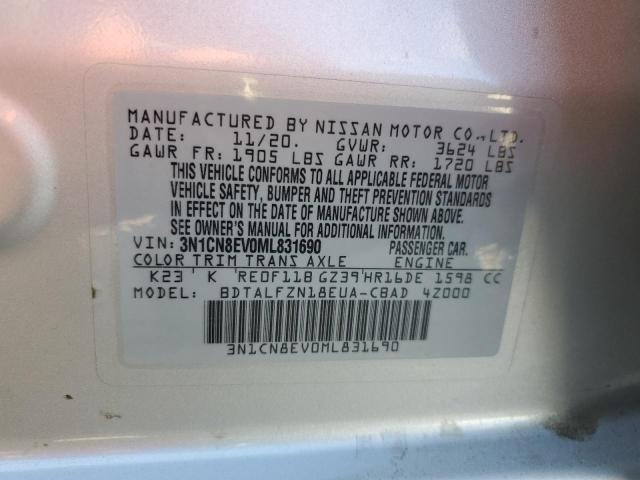 MANUFACTURED BY NISSAN MOTOR CO., LTD.
DATE: 11/20. GVWR: 3624 LBS
GAWR FR: 1905 LBS GAWR RR: 1720 LBS
THIS VEHICLE CONFORMS TO ALL APPLICABLE FEDERAL MOTOR
VEHICLE SAFETY, BUMPER AND THEFT PREVENTION STANDARDS
IN EFFECT ON THE DATE OF MANUFACTURE SHOWN ABOVE.
SEE OWNER'S MANUAL FOR ADDITIONAL INFORMATION
VIN: 3N1CN8EV0ML831690 PASSENGER CAR.
COLOR TRIM TRANS AXLE ENGINE
K23 K RE0F11B GZ39 HR16DE 1598 CC
MODEL: BDTALFZN18EUA-CBAD 4Z000
3N1CN8EV0ML831690